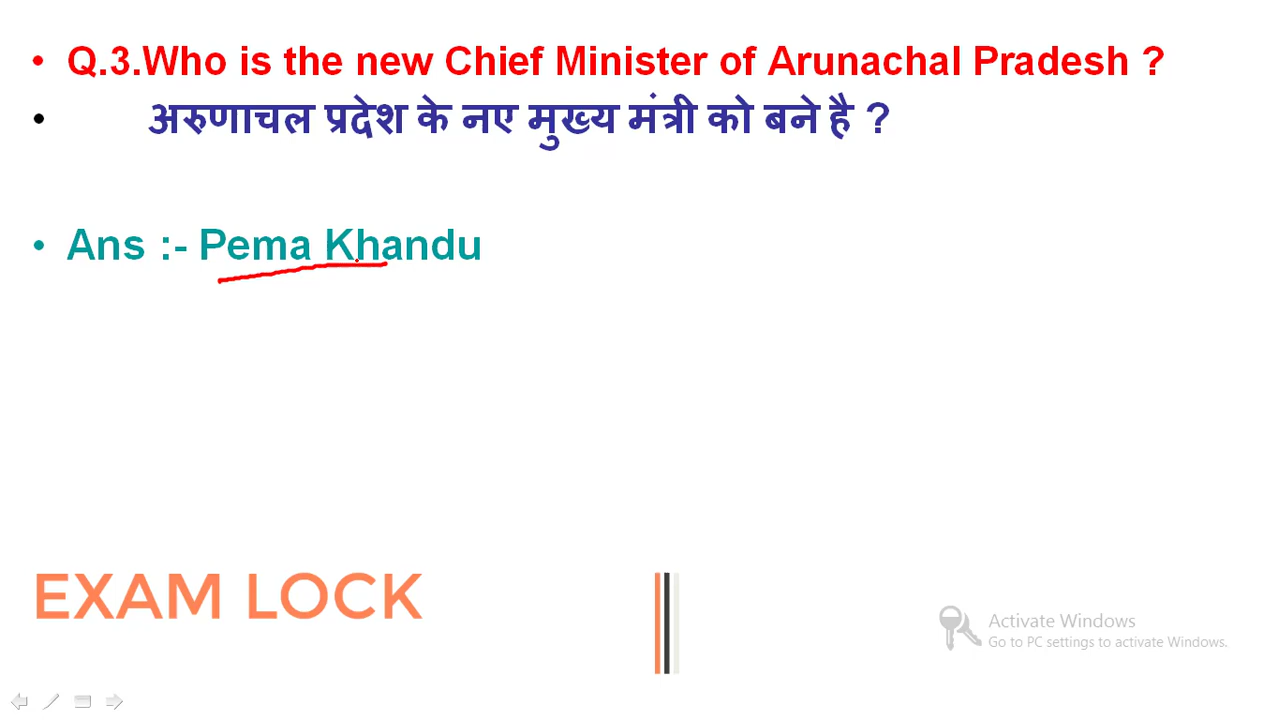 • Q.3.Who is the new Chief Minister of Arunachal Pradesh ?
• अरुणाचल प्रदेश के नए मुख्य मंत्री को बने है ?
• Ans :- Pema Khandu
EXAM LOCK
Activate Windows
Go to PC settings to activate Windows.